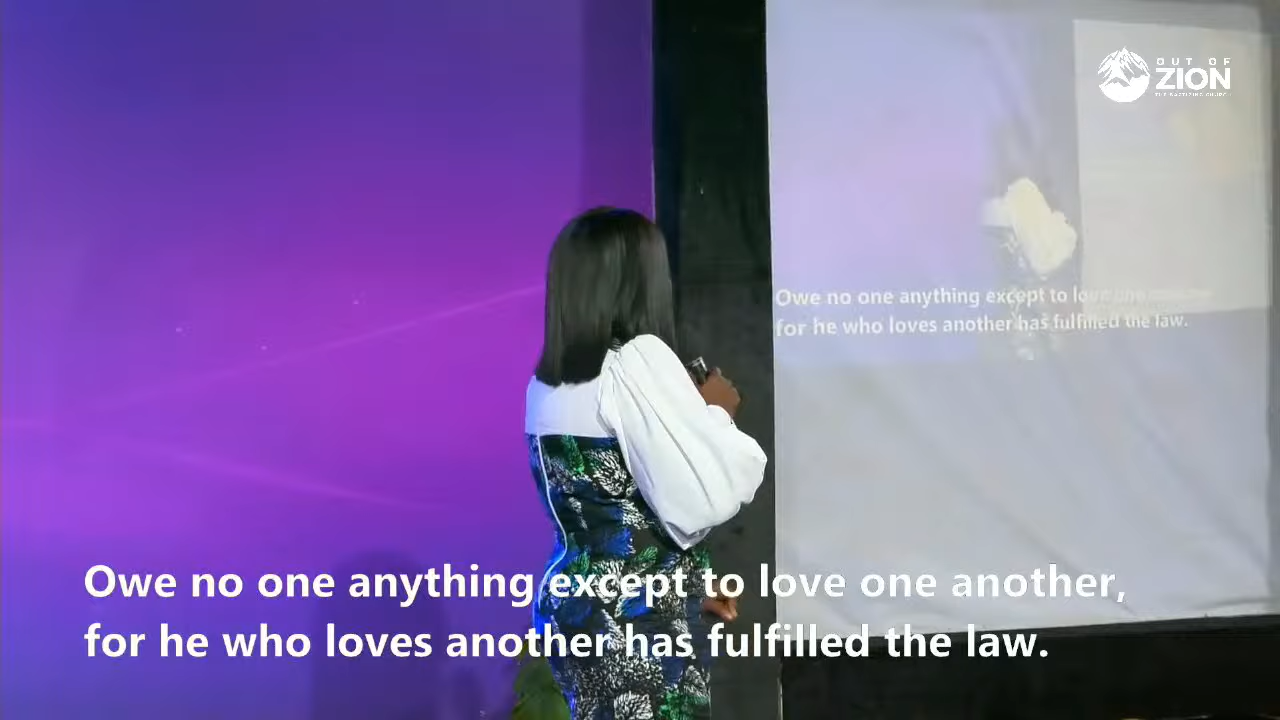 OUT OF
ZION
Owe no one anything except to love
for he who loves another has fulfilled the law.
Owe no one anything except to love one another,
for he who loves another has fulfilled the law.